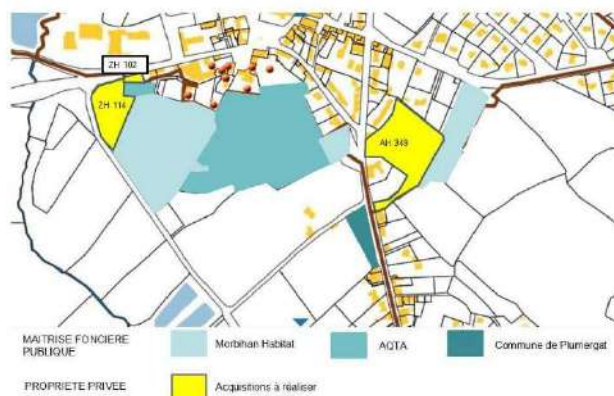 ZH 102
ZH 114
AH 349
MAITRISE FONCIERE
PUBLIQUE
Morbihan Habitat
AQTA
Commune de Plumergat
PROPRIETE PRIVEE
Acquisitions à réaliser